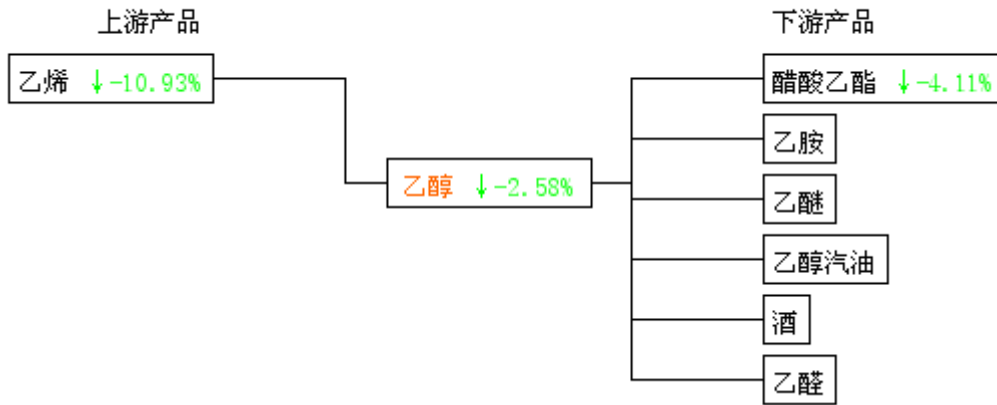 上游产品
下游产品
乙烯 ↓-10.93%
醋酸乙酯 ↓-4.11%
乙胺
乙醇 ↓-2.58%
乙醚
乙醇汽油
酒
乙醛